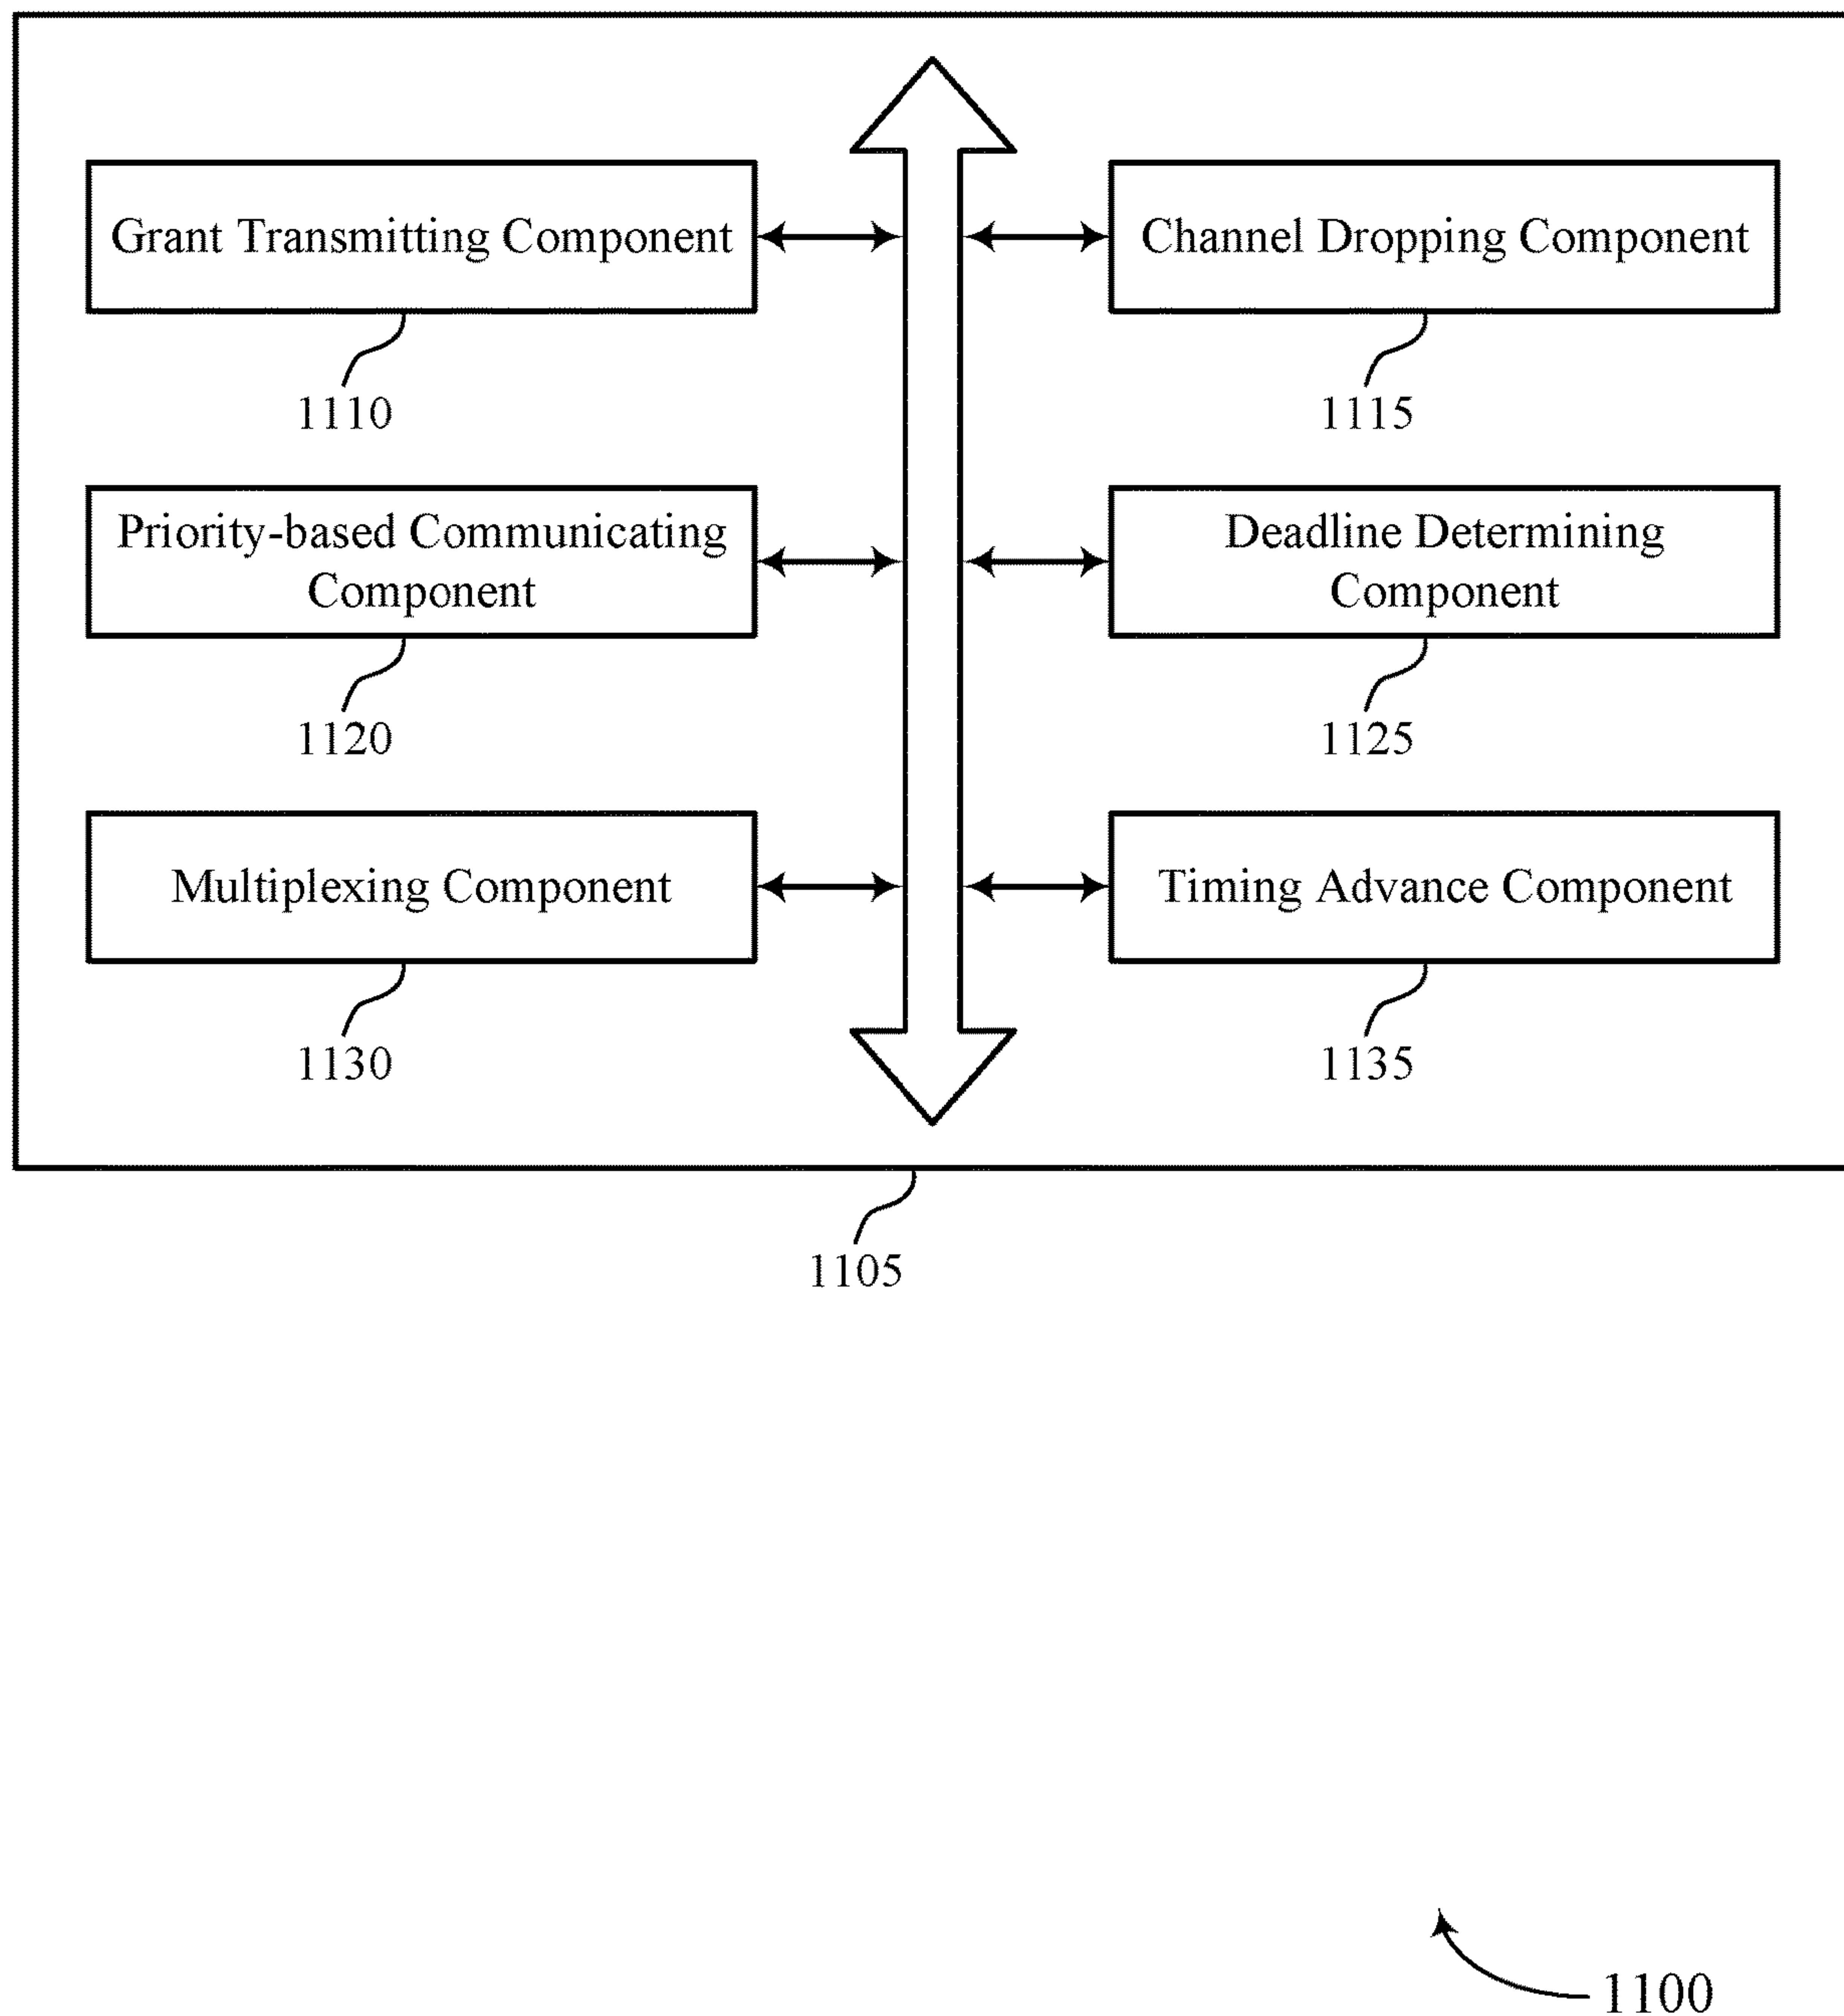 Grant Transmitting Component
Channel Dropping Component
1110
1115
Priority-based Communicating
Component
Deadline Determining
Component
1120
1125
Multiplexing Component
Timing Advance Component
1130
1135
1105
1100